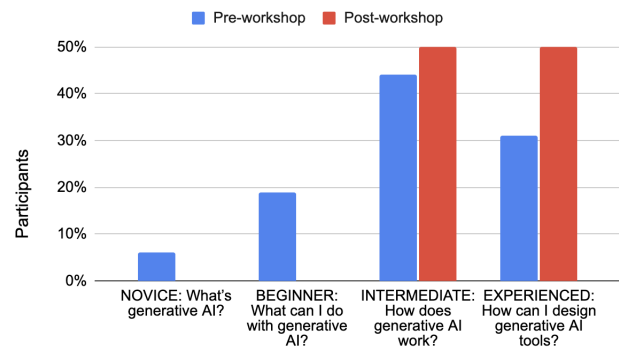 Pre-workshop
Post-workshop
50%
40%
30%
20%
10%
0%
Participants
NOVICE: What's
generative AI?
BEGINNER:
What can I do
with generative
AI?
INTERMEDIATE:
How does
generative AI
work?
EXPERIENCED:
How can I design
generative AI
tools?